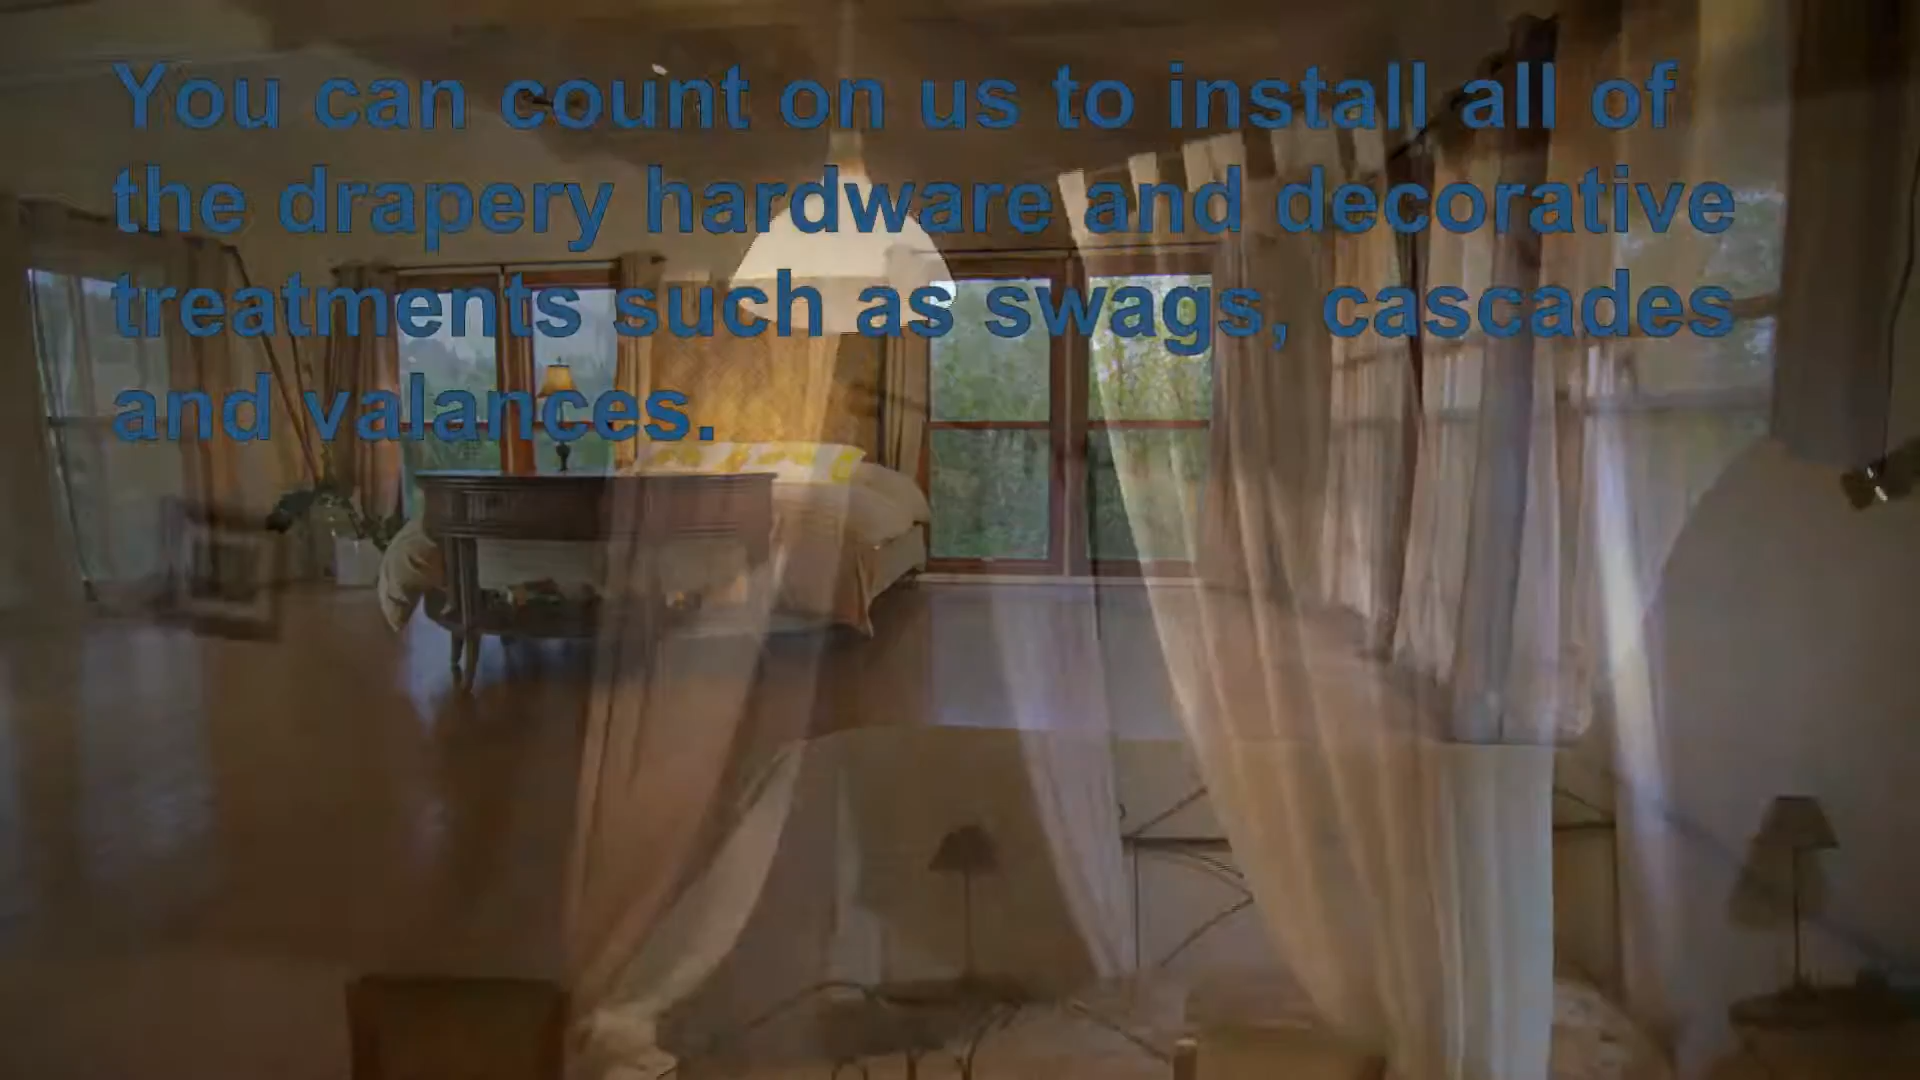 You can count on us to install all of
the drapery hardware and decorative
treatments such as swags, cascades
and valances.